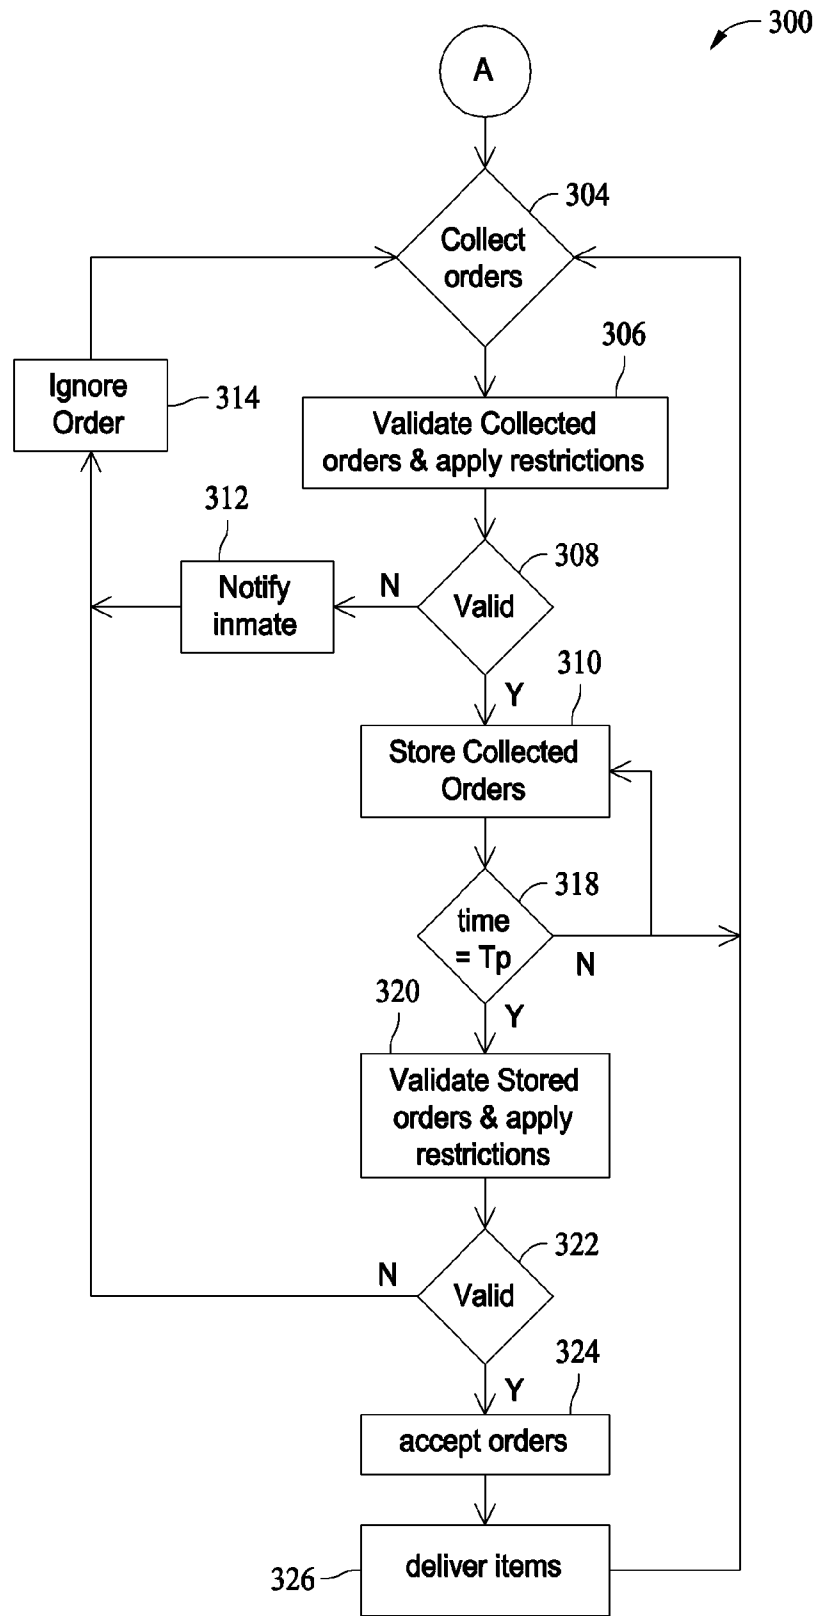 300
A
304
Collect
orders
306
Validate Collected
orders & apply restrictions
Ignore
Order
314
312
Notify
inmate
N
308
Valid
Y
310
Store Collected
Orders
318
time
= Tp
N
Y
320
Validate Stored
orders & apply
restrictions
322
Valid
N
Y
324
accept orders
deliver items
326